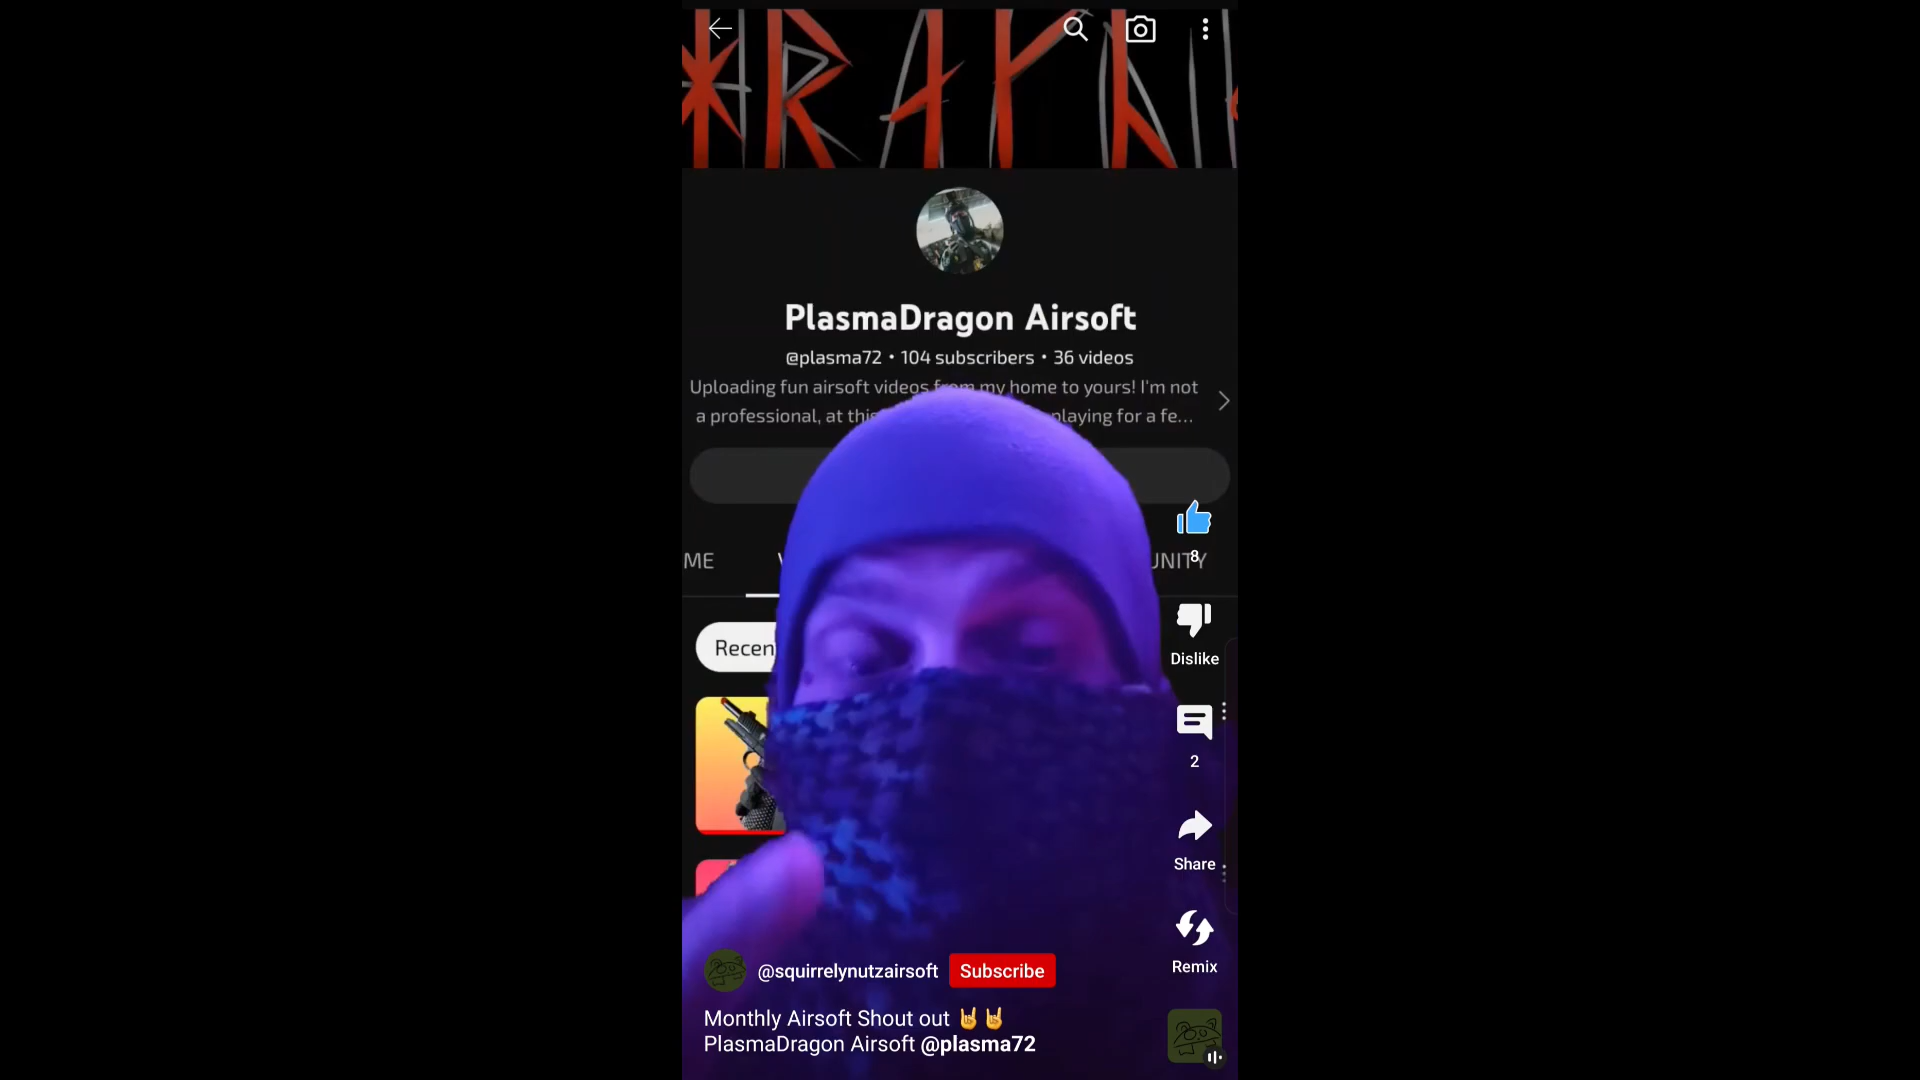 PlasmaDragon Airsoft
@plasma72 • 104 subscribers • 36 videos
Uploading fun airsoft videos from my home to yours! I'm not
a professional, at this playing for a fe...
ME UNITY
8
Recen
Dislike
2
Share
Remix
@squirrelynutzairsoft Subscribe
Monthly Airsoft Shout out 🤘🤘
PlasmaDragon Airsoft @plasma72